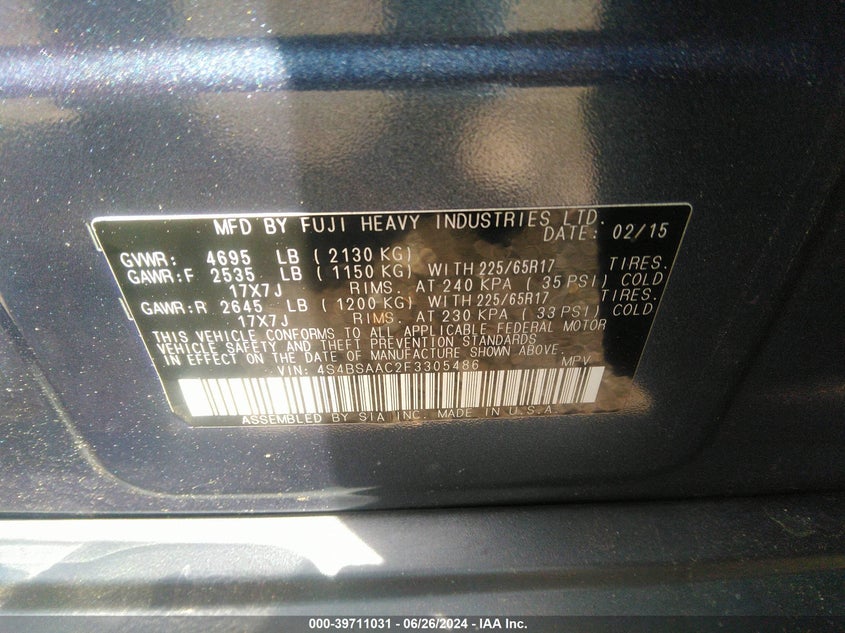 MFD BY FUJI HEAVY INDUSTRIES LTD.
DATE: 02/15
GVWR: 4695 LB ( 2130 KG)
GAWR:F 2535 LB ( 1150 KG) WITH 225/65R17 TIRES.
17X7J RIMS. AT 240 KPA ( 35 PSI) COLD
GAWR:R 2645 LB ( 1200 KG) WITH 225/65R17 TIRES.
17X7J RIMS. AT 230 KPA ( 33 PSI) COLD
THIS VEHICLE CONFORMS TO ALL APPLICABLE FEDERAL MOTOR
VEHICLE SAFETY AND THEFT PREVENTION STANDARDS
IN EFFECT ON THE DATE OF MANUFACTURE SHOWN ABOVE.
VIN: 4S4BSAAC2F3305486 MPV
ASSEMBLED BY SIA INC. MADE IN U.S.A.
000-39711031 - 06/26/2024 - IAA Inc.